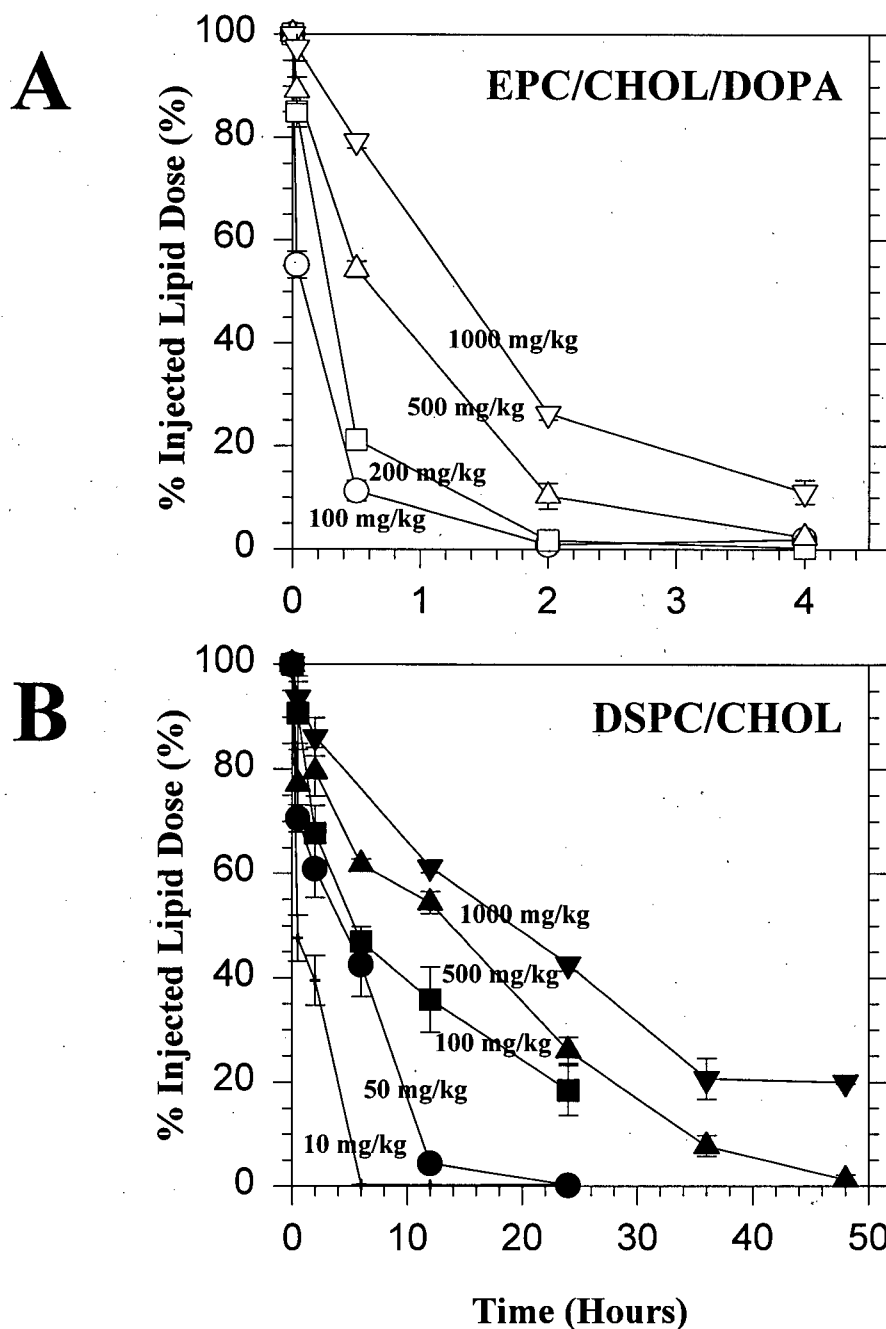 A
EPC/CHOL/DOPA
% Injected Lipid Dose (%)
100
80
60
40
20
0
1000 mg/kg
500 mg/kg
200 mg/kg
100 mg/kg
0
1
2
3
4
B
DSPC/CHOL
% Injected Lipid Dose (%)
100
80
60
40
20
0
1000 mg/kg
500 mg/kg
100 mg/kg
50 mg/kg
10 mg/kg
0
10
20
30
40
50
Time (Hours)